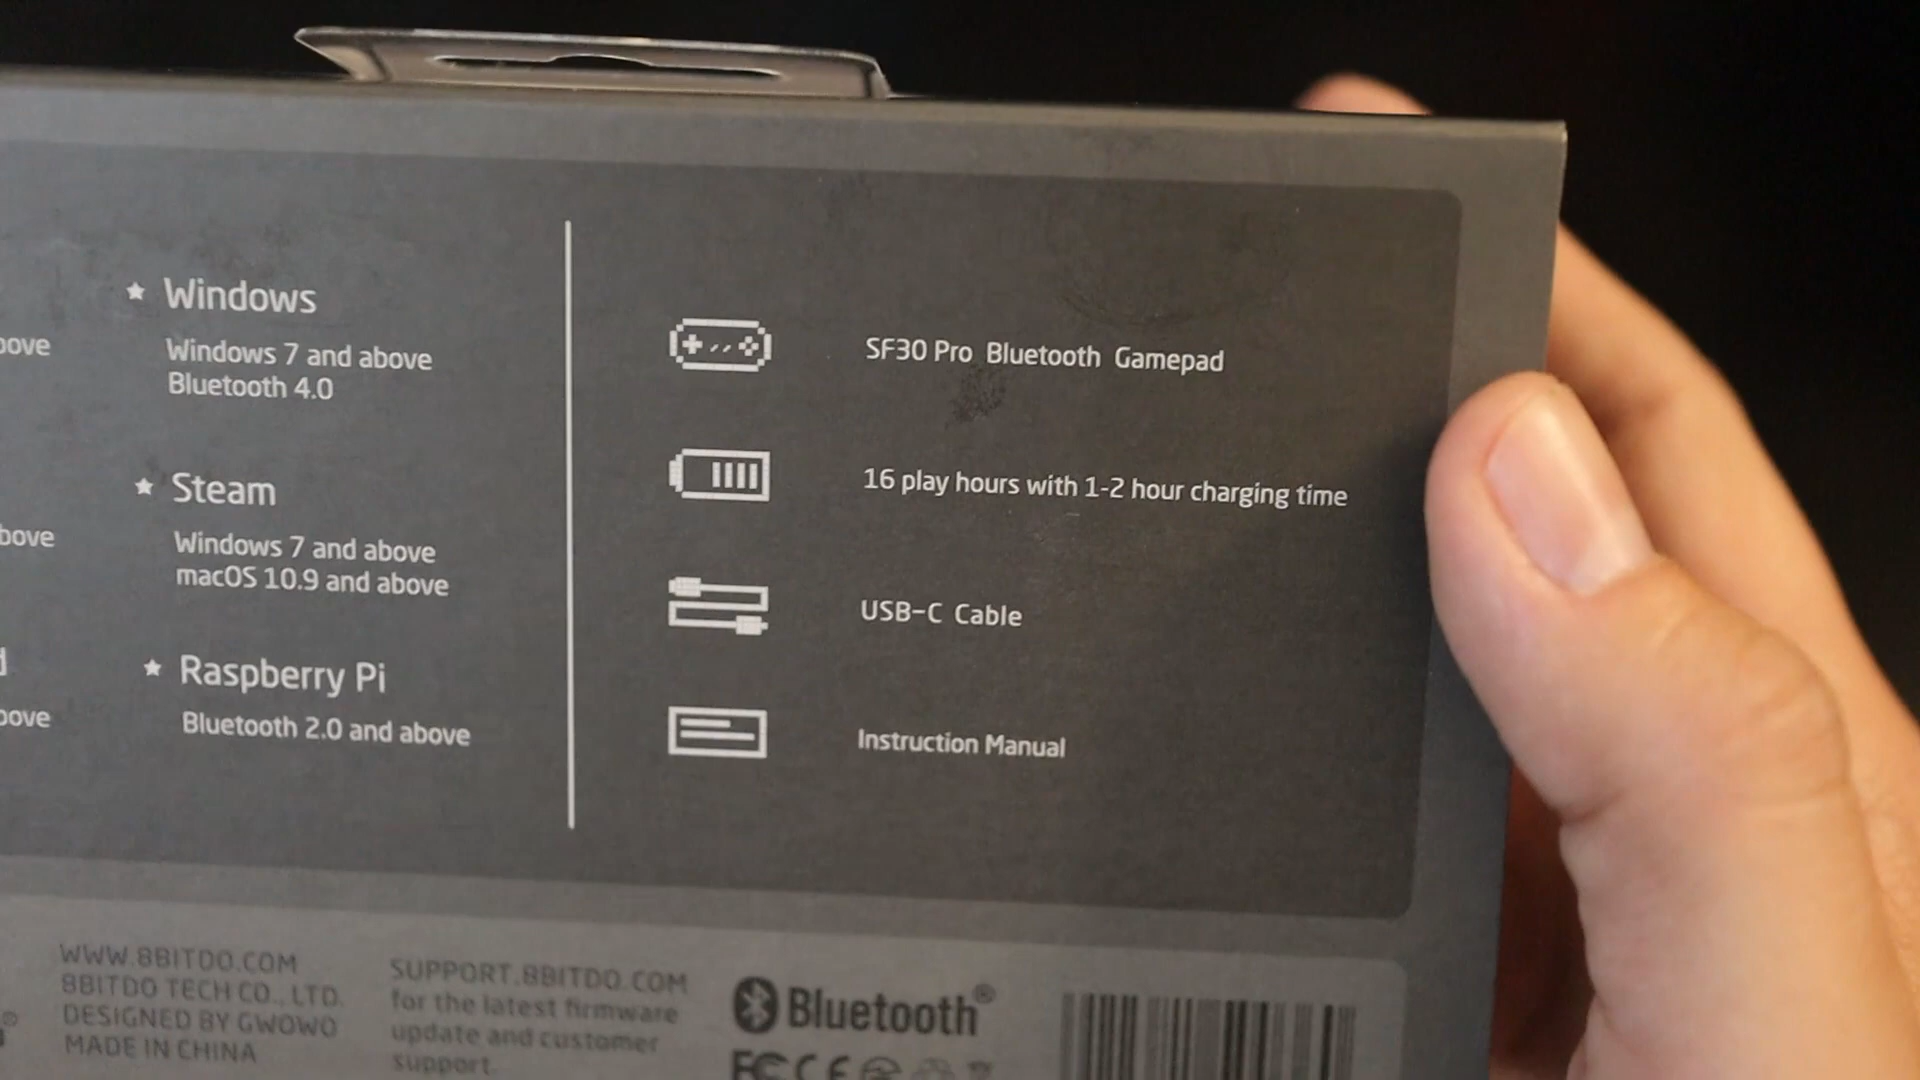 ★ Windows
Windows 7 and above
Bluetooth 4.0
★ Steam
Windows 7 and above
macOS 10.9 and above
★ Raspberry Pi
Bluetooth 2.0 and above
SF30 Pro Bluetooth Gamepad
16 play hours with 1-2 hour charging time
USB-C Cable
Instruction Manual
WWW.8BITDO.COM
8BITDO TECH CO., LTD.
DESIGNED BY GWOWO
MADE IN CHINA
SUPPORT.8BITDO.COM
for the latest firmware
update and customer
support.
Bluetooth®
FC CE